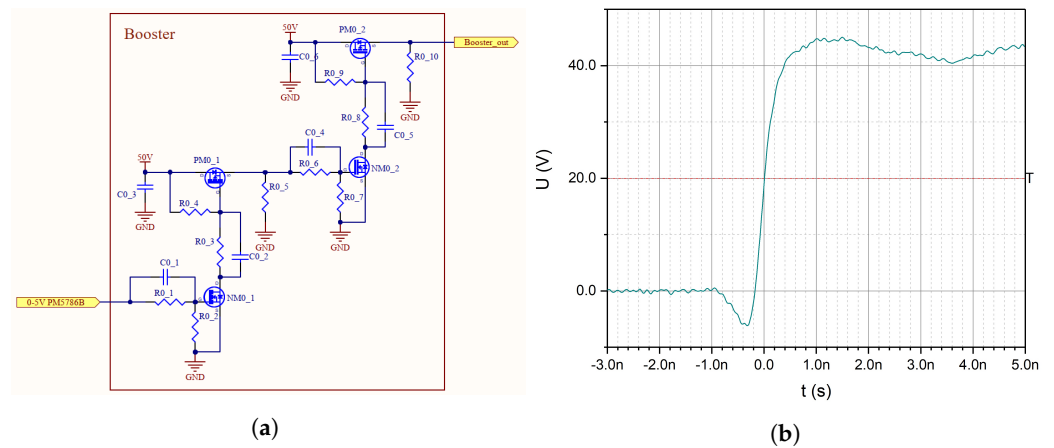 Booster
50V
PM0_2
Booster_out
C0_6
R0_9
R0_10
GND
GND
R0_8
C0_5
C0_4
50V
PM0_1
R0_6
NM0_2
C0_3
R0_5
R0_7
R0_4
GND
GND
GND
R0_3
C0_2
C0_1
0-5V PM5786B
R0_1
NM0_1
R0_2
GND
(a)
40.0
20.0
0.0
U (V)
T
-3.0n -2.0n -1.0n 0.0 1.0n 2.0n 3.0n 4.0n 5.0n
t (s)
(b)